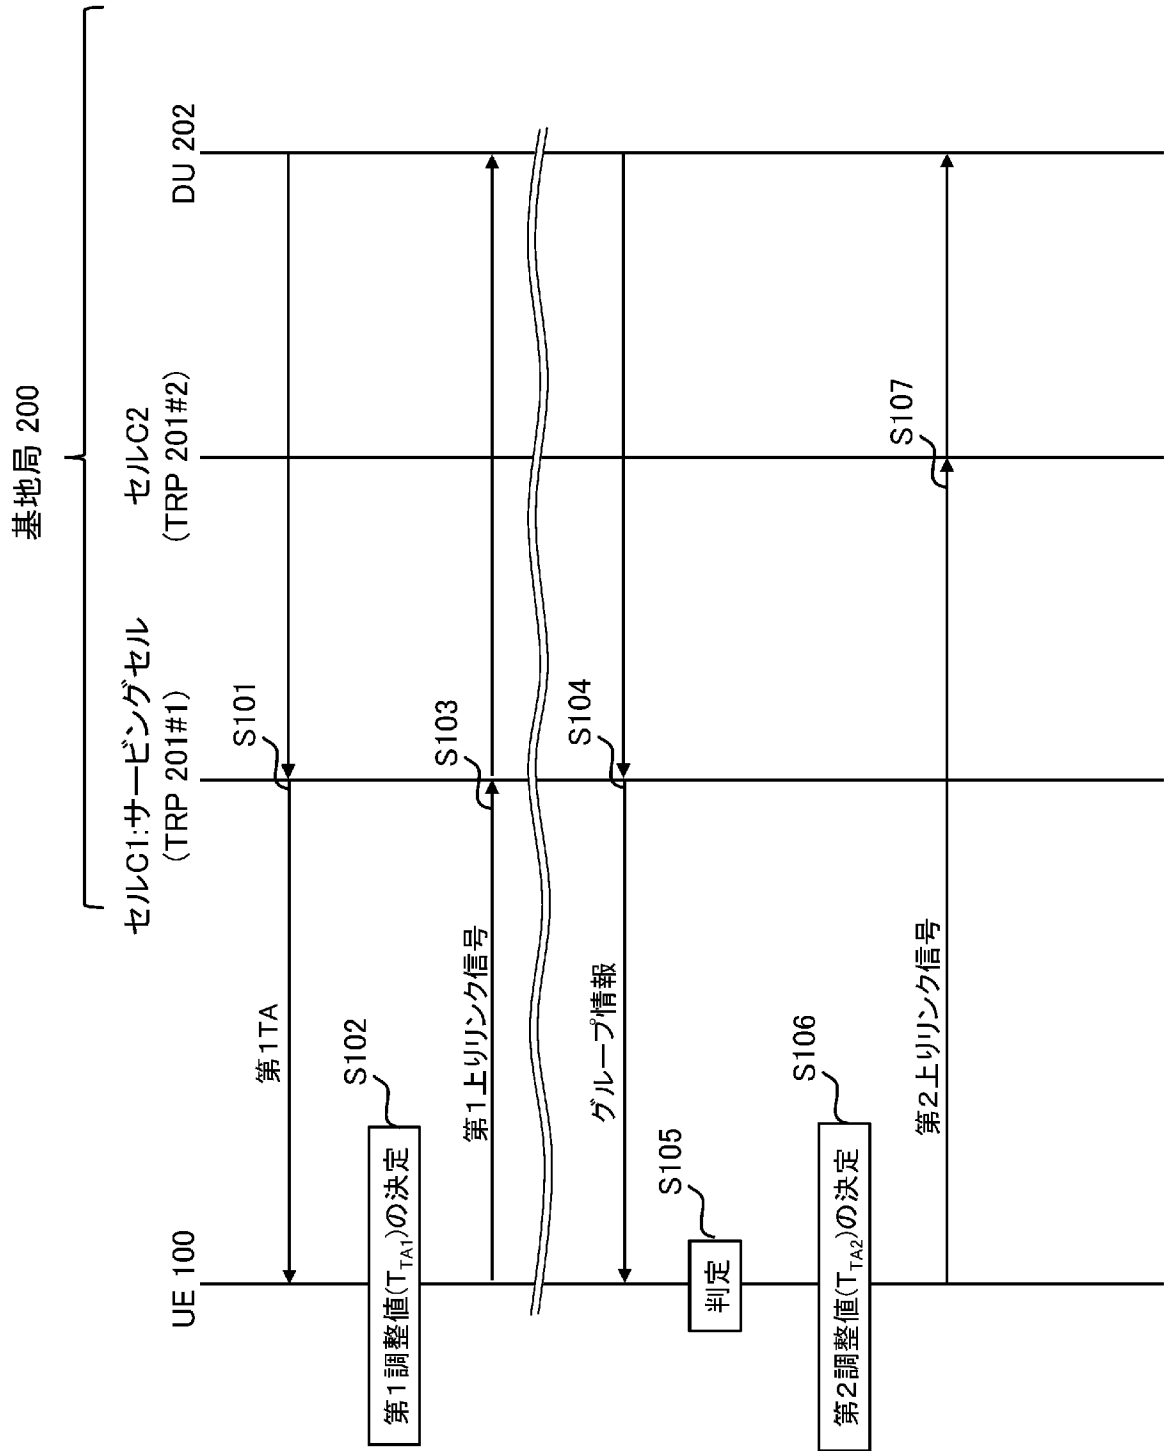 基地局 200
UE 100
セルC1:サービングセル
(TRP 201#1)
セルC2
(TRP 201#2)
DU 202
第1TA
S101
第1調整値(TTA1)の決定
S102
第1上りリンク信号
S103
グループ情報
S104
判定
S105
第2調整値(TTA2)の決定
S106
第2上りリンク信号
S107